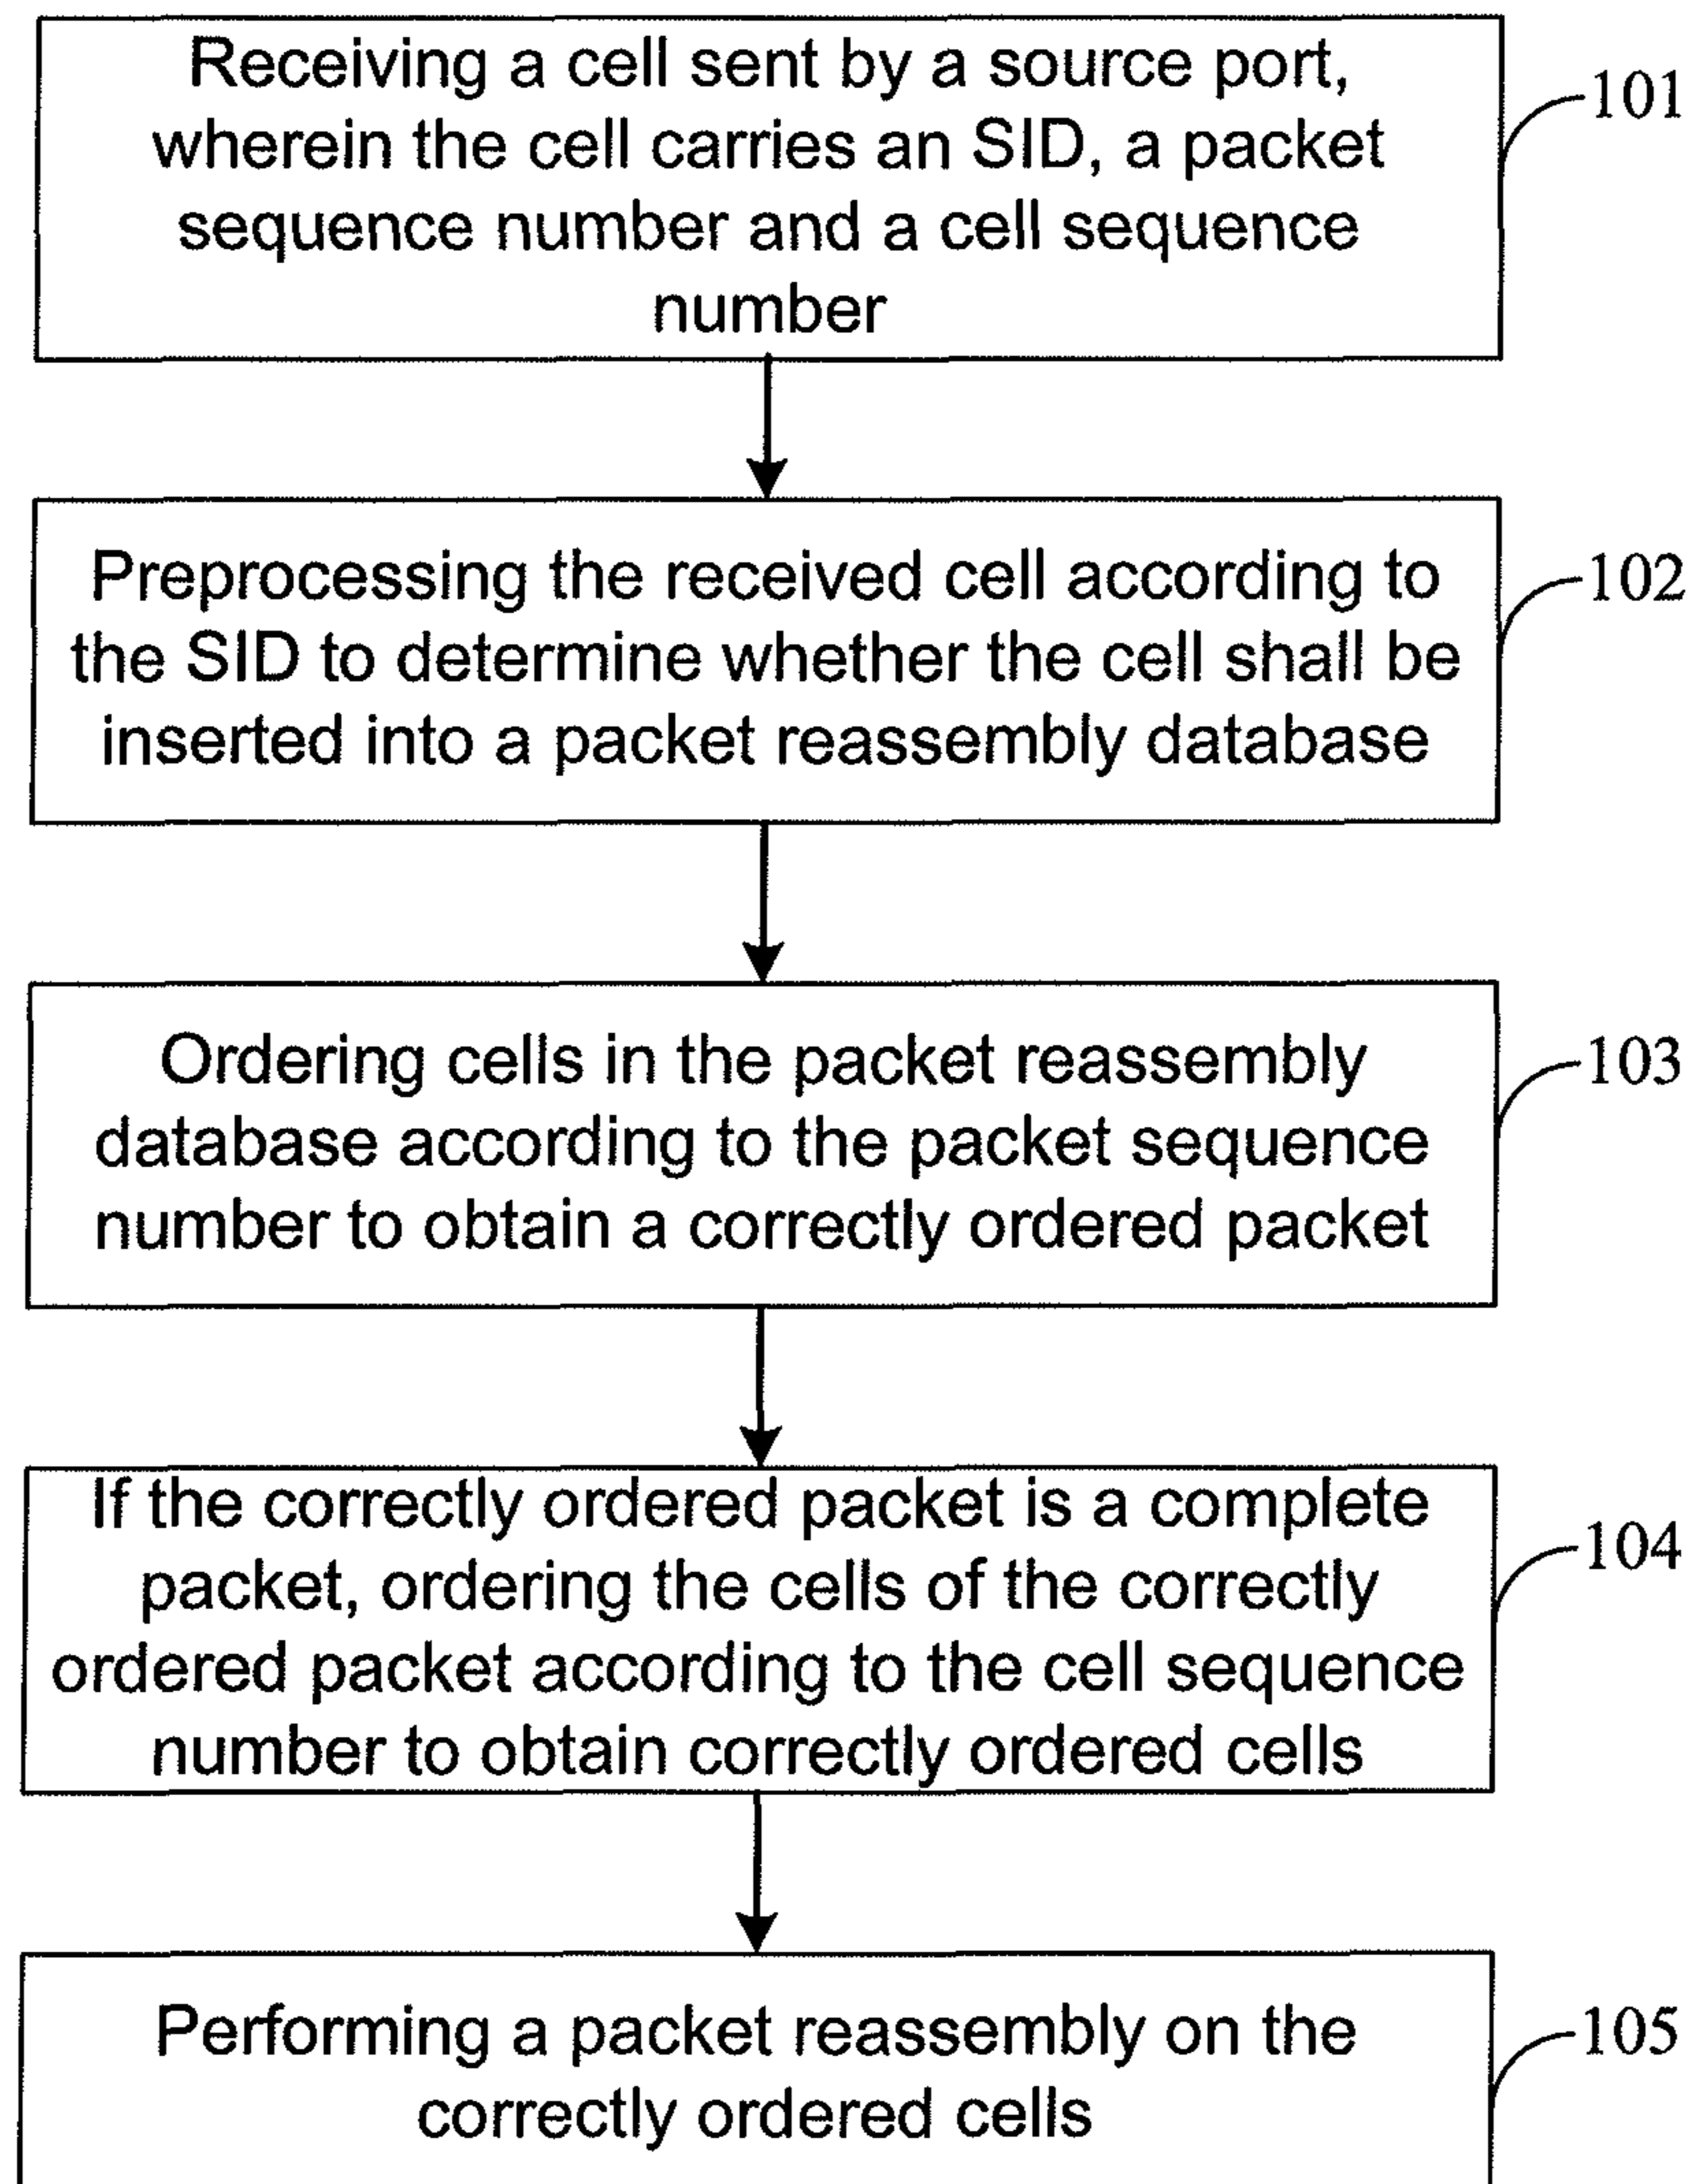 Receiving a cell sent by a source port,
wherein the cell carries an SID, a packet
sequence number and a cell sequence
number
101
Preprocessing the received cell according to
the SID to determine whether the cell shall be
inserted into a packet reassembly database
102
Ordering cells in the packet reassembly
database according to the packet sequence
number to obtain a correctly ordered packet
103
If the correctly ordered packet is a complete
packet, ordering the cells of the correctly
ordered packet according to the cell sequence
number to obtain correctly ordered cells
104
Performing a packet reassembly on the
correctly ordered cells
105